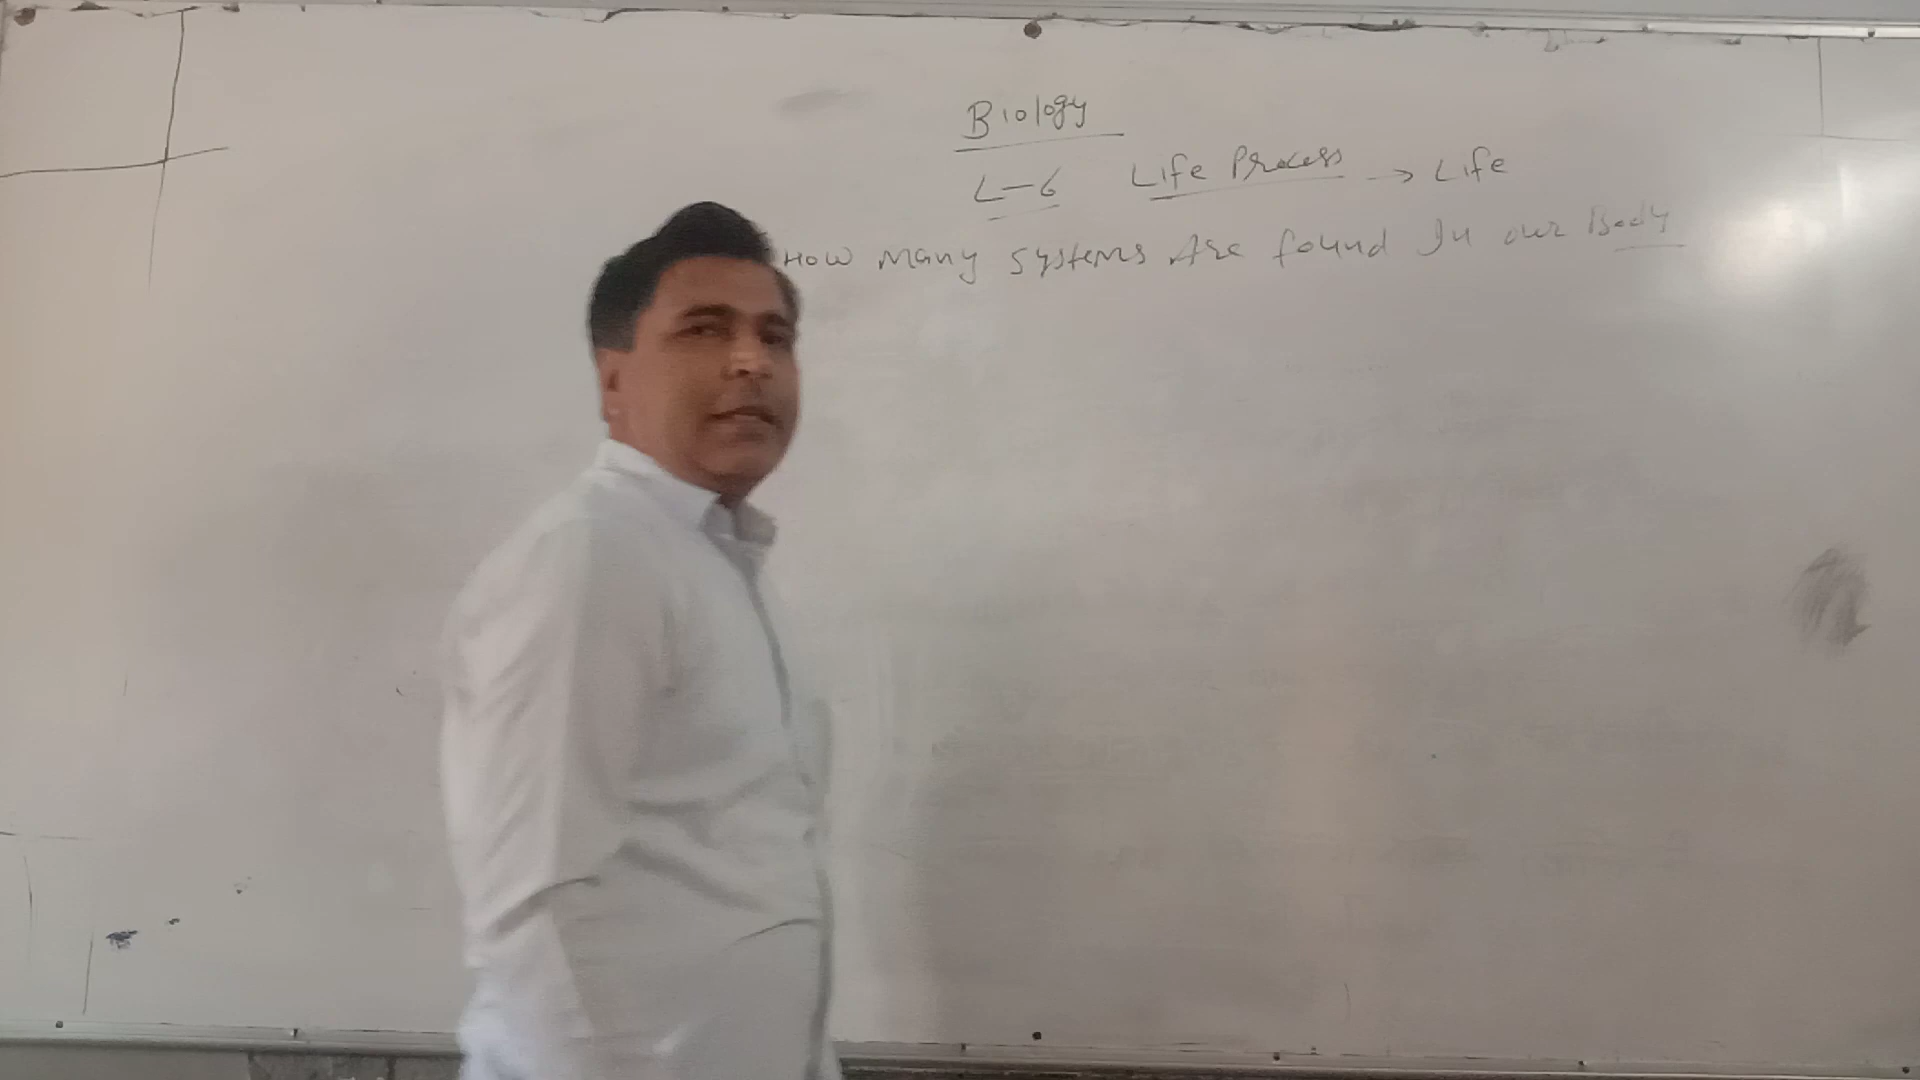 Biology
L-6 Life Process → Life
How many systems Are found In our Body